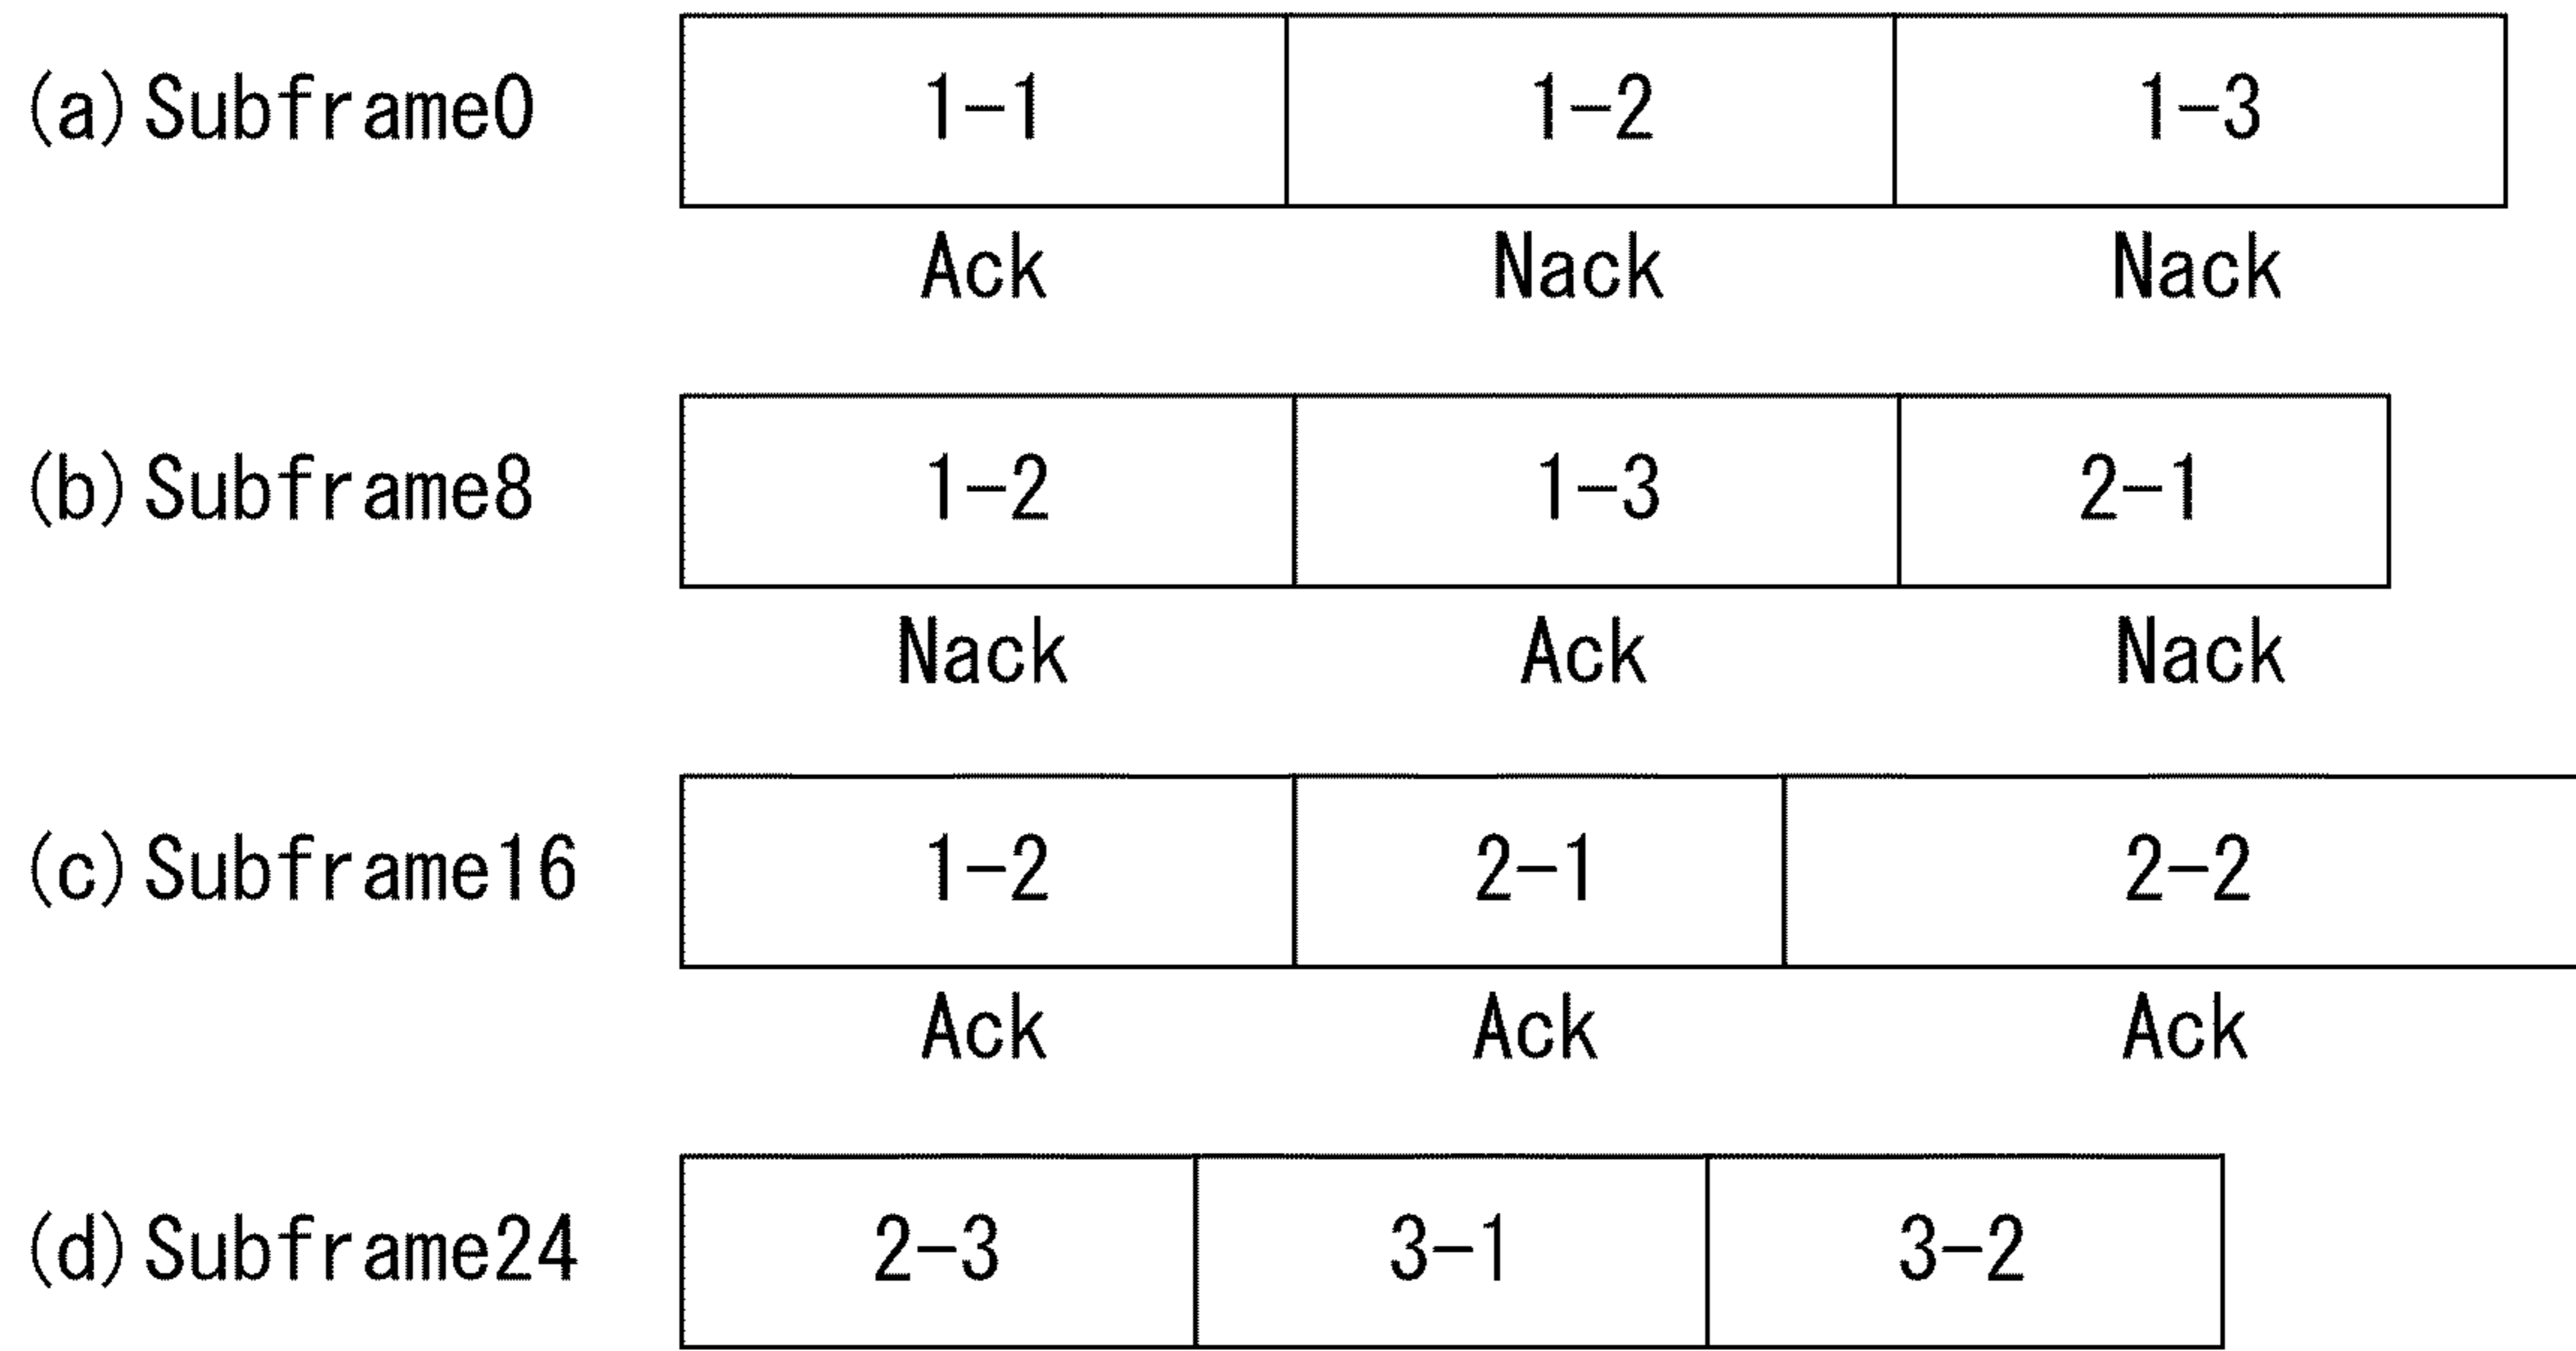 (a)Subframe0 1-1 1-2 1-3
Ack Nack Nack
(b)Subframe8 1-2 1-3 2-1
Nack Ack Nack
(c)Subframe16 1-2 2-1 2-2
Ack Ack Ack
(d)Subframe24 2-3 3-1 3-2